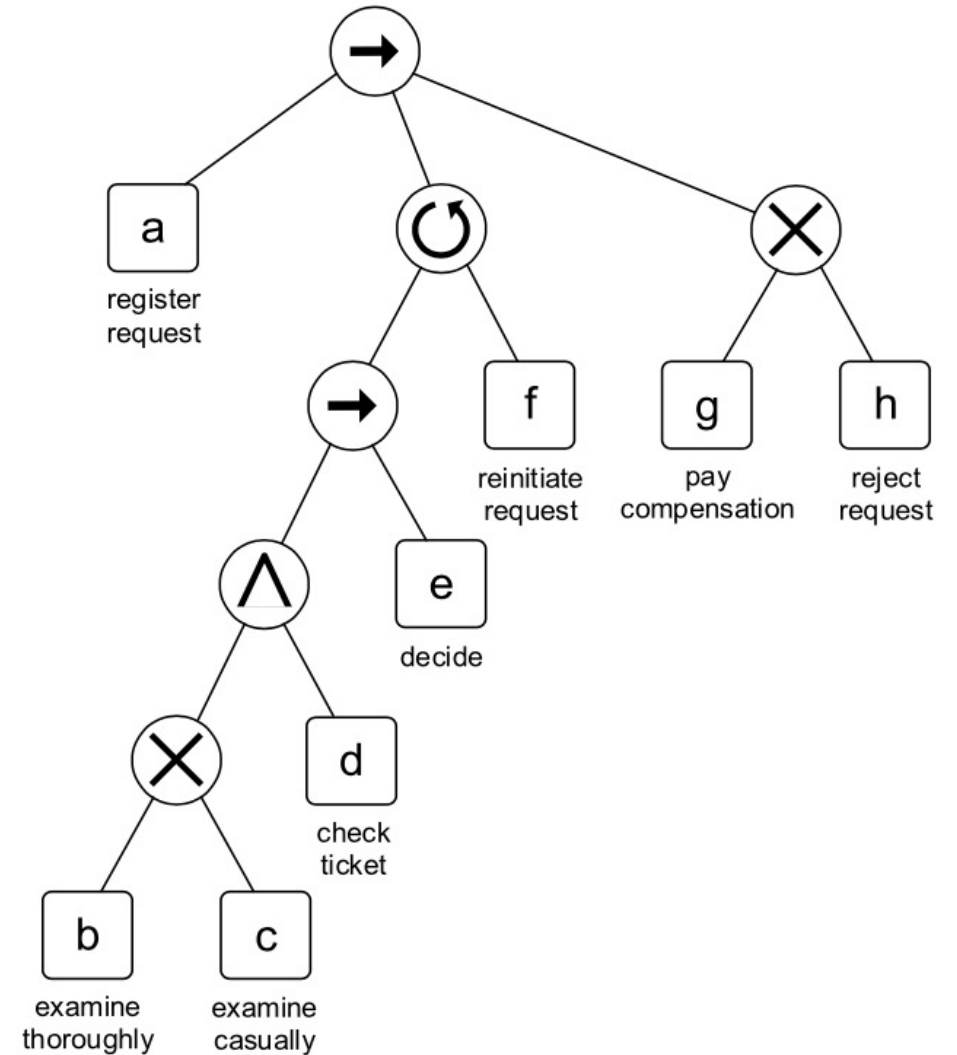 a
register
request
f
reinitiate
request
g
pay
compensation
h
reject
request
e
decide
d
check
ticket
b
examine
thoroughly
c
examine
casually